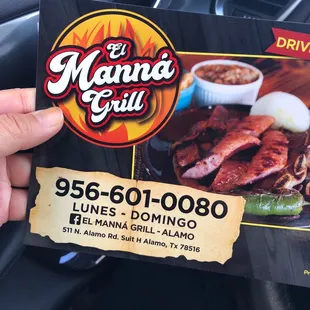 El
Manná
Grill
DRIV
956-601-0080
LUNES - DOMINGO
EL MANNÁ GRILL - ALAMO
511 N. Alamo Rd. Suit H Alamo, Tx 78516